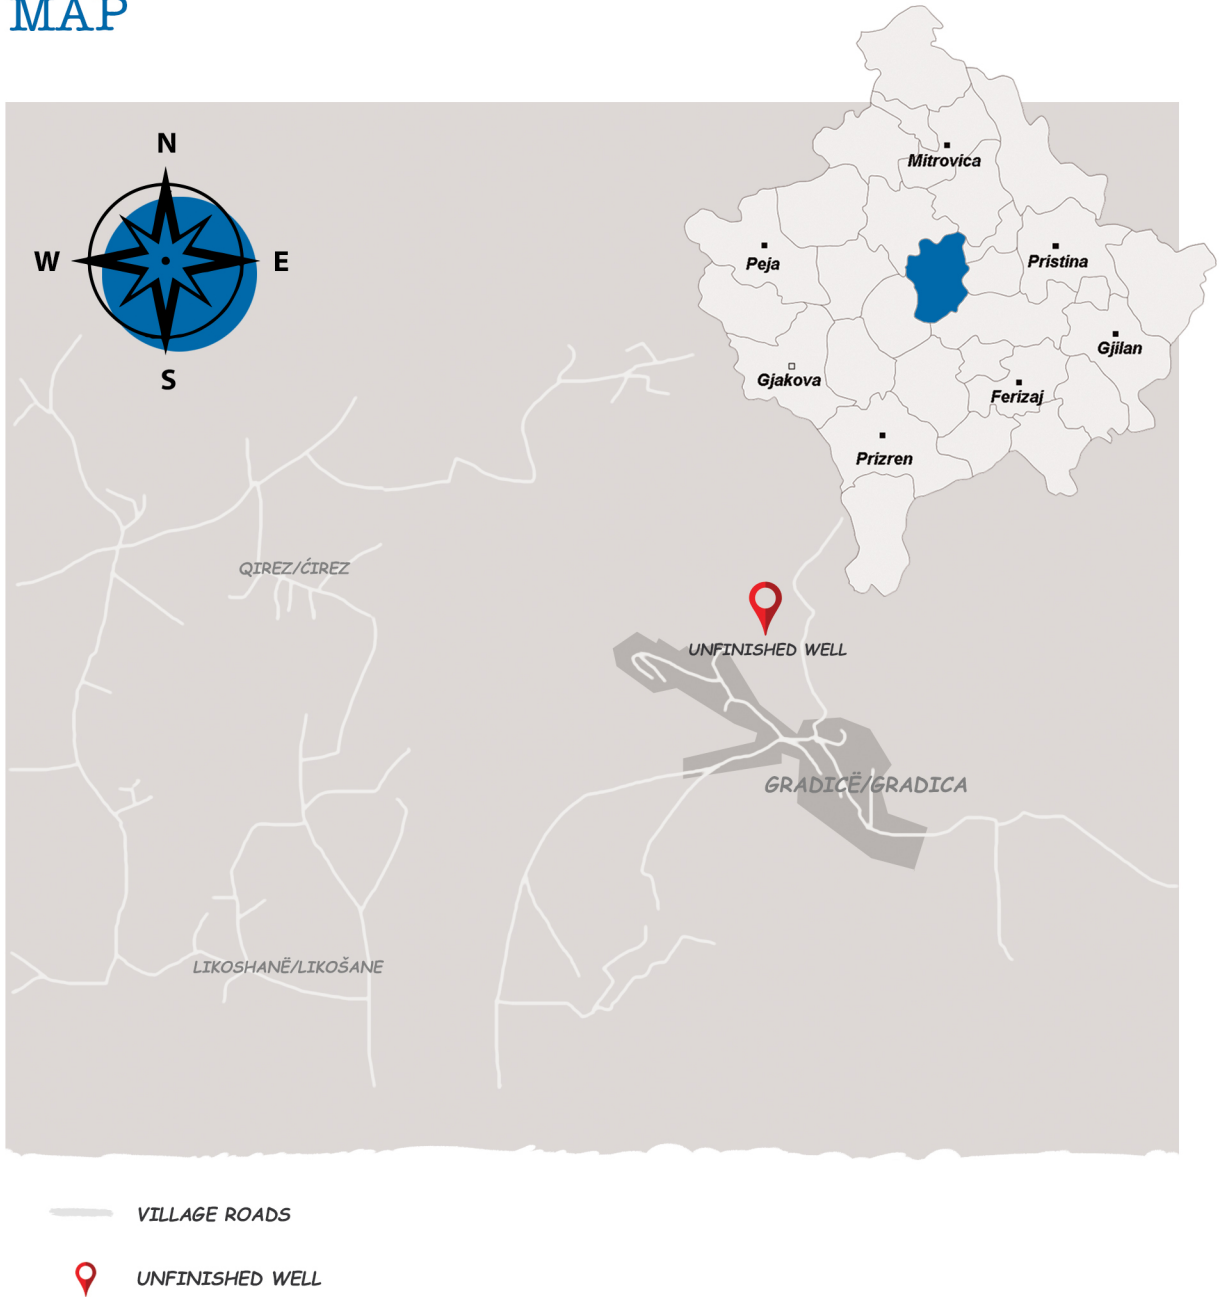 MAP
N
W
E
S
Mitrovica
Peja
Pristina
Gjilan
Gjakova
Ferizaj
Prizren
QIREZ/ĆIREZ
UNFINISHED WELL
GRADICË/GRADICA
LIKOSHANË/LIKOŠANE
VILLAGE ROADS
UNFINISHED WELL